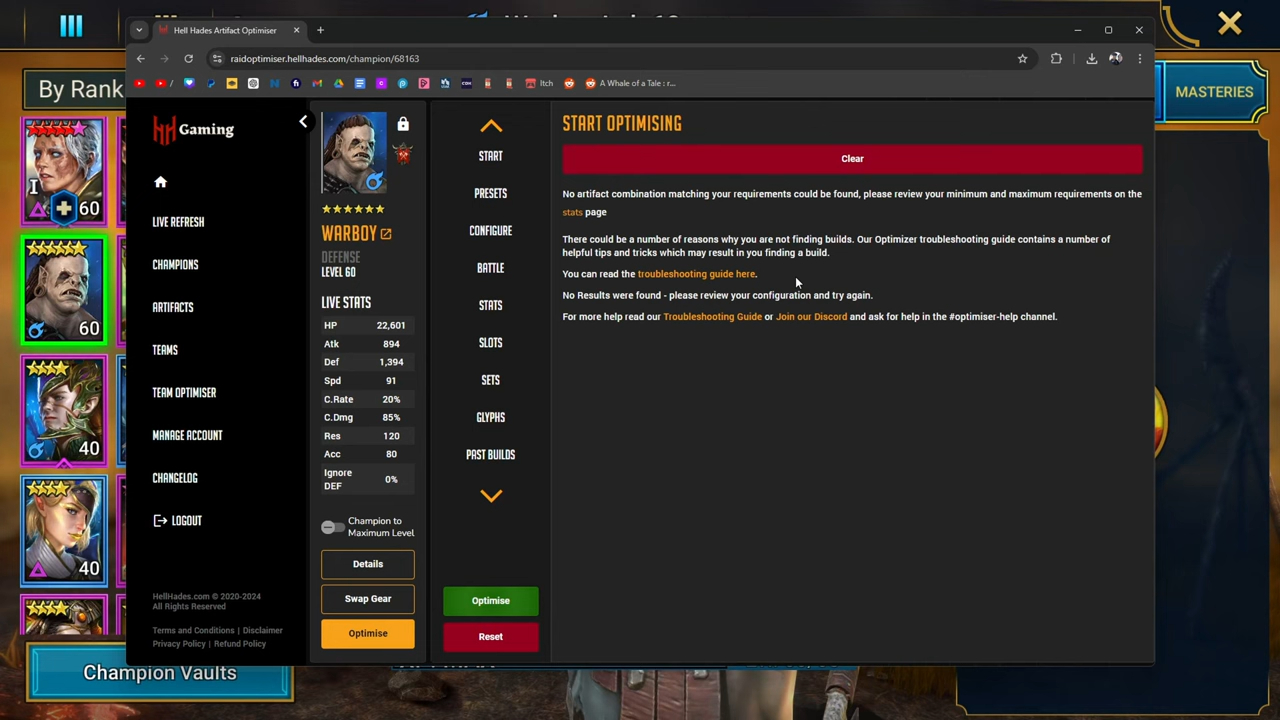 By Rank
MASTERIES
I
60
60
40
40
Champion Vaults
Hell Hades Artifact Optimiser
raidoptimiser.hellhades.com/champion/68163
/
Itch
A Whale of a Tale : r...
Gaming
LIVE REFRESH
CHAMPIONS
ARTIFACTS
TEAMS
TEAM OPTIMISER
MANAGE ACCOUNT
CHANGELOG
LOGOUT
HellHades.com © 2020-2024
All Rights Reserved
Terms and Conditions | Disclaimer
Privacy Policy | Refund Policy
WARBOY
DEFENSE
LEVEL 60
LIVE STATS
HP 22,601
Atk 894
Def 1,394
Spd 91
C.Rate 20%
C.Dmg 85%
Res 120
Acc 80
Ignore DEF 0%
Champion to
Maximum Level
Details
Swap Gear
Optimise
START
PRESETS
CONFIGURE
BATTLE
STATS
SLOTS
SETS
GLYPHS
PAST BUILDS
Optimise
Reset
START OPTIMISING
Clear
No artifact combination matching your requirements could be found, please review your minimum and maximum requirements on the
stats page
There could be a number of reasons why you are not finding builds. Our Optimizer troubleshooting guide contains a number of
helpful tips and tricks which may result in you finding a build.
You can read the troubleshooting guide here.
No Results were found - please review your configuration and try again.
For more help read our Troubleshooting Guide or Join our Discord and ask for help in the #optimiser-help channel.